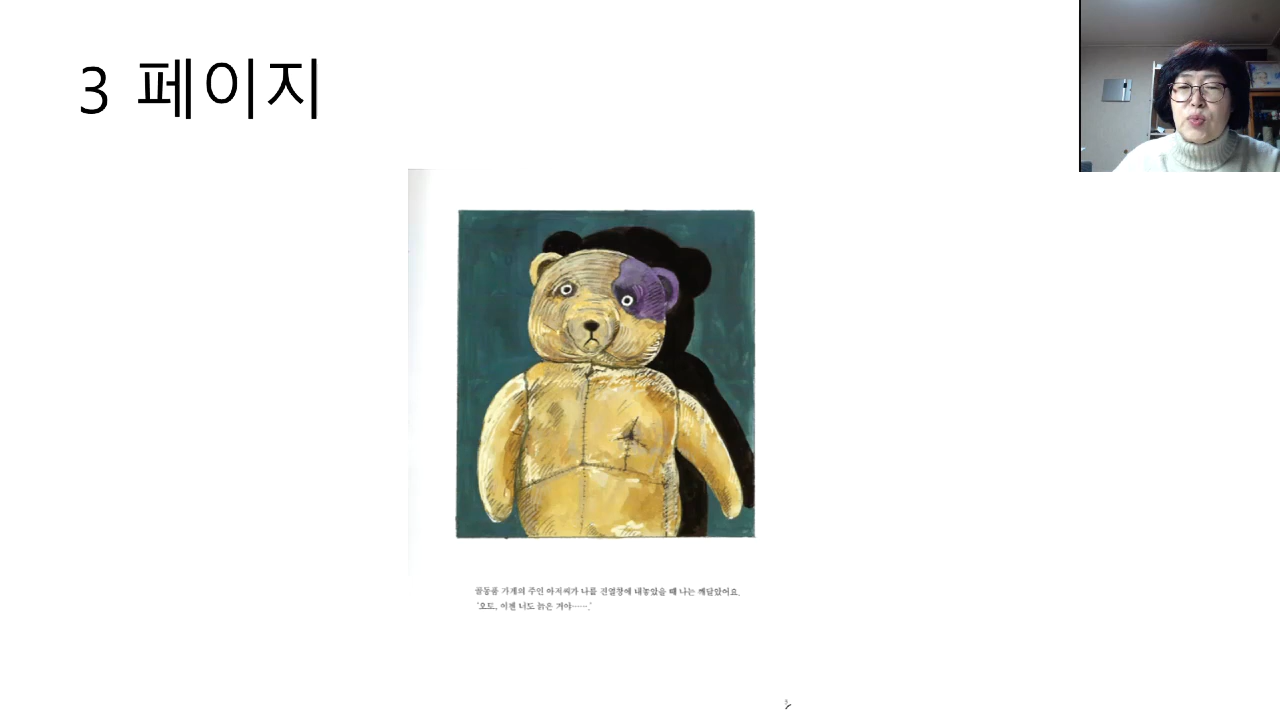 3 페이지
골동품 가게의 주인 아저씨가 나를 진열창에 내놓았을 때 나는 깨달았어요.
‘오토, 이젠 너도 늙은 거야……’